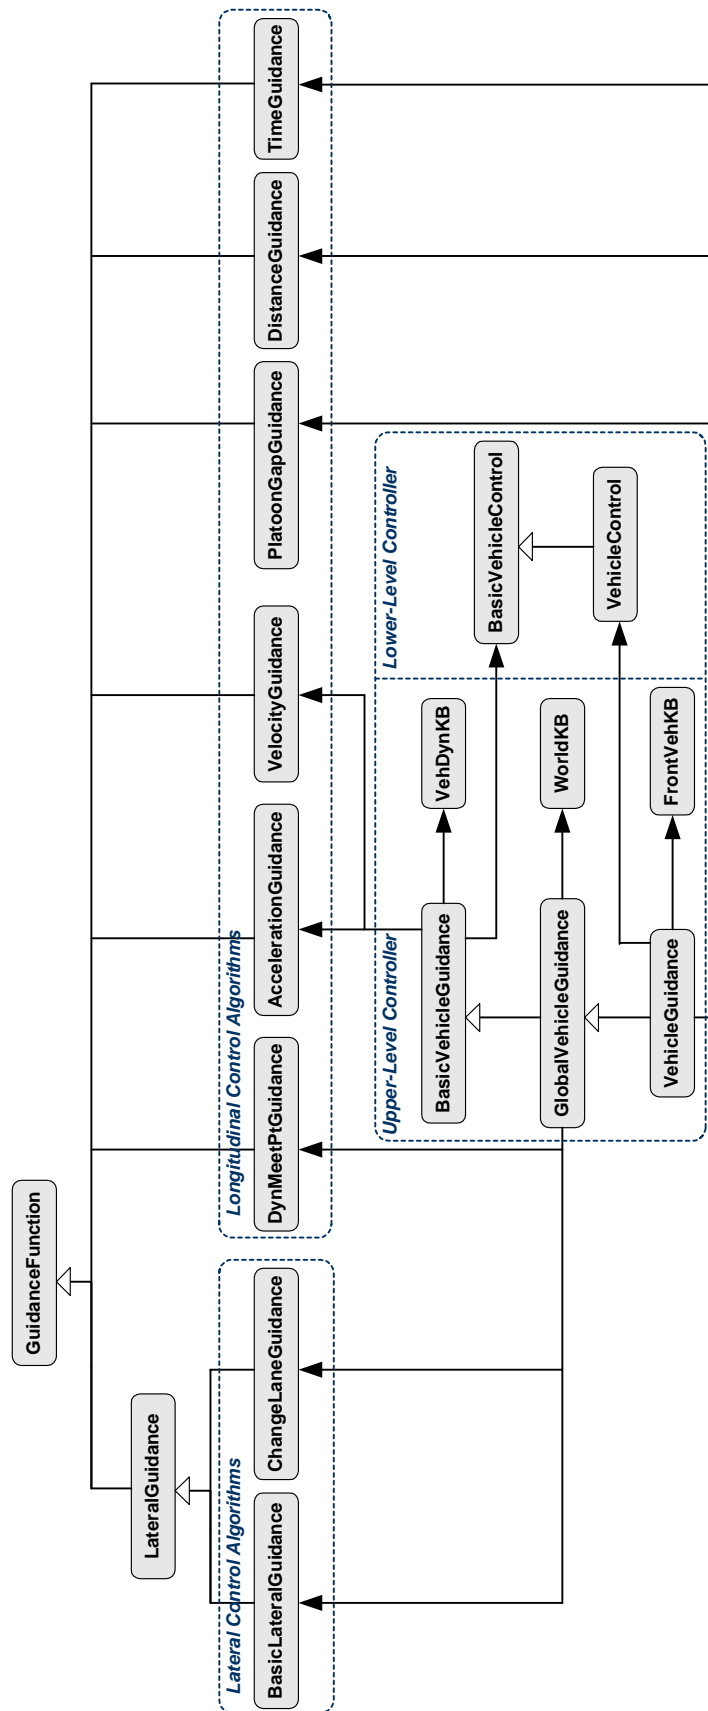 GuidanceFunction
LateralGuidance
Lateral Control Algorithms
BasicLateralGuidance
ChangeLaneGuidance
Longitudinal Control Algorithms
DynMeetPtGuidance
AccelerationGuidance
VelocityGuidance
PlatoonGapGuidance
DistanceGuidance
TimeGuidance
Upper-Level Controller
Lower-Level Controller
BasicVehicleGuidance
VehDynKB
BasicVehicleControl
GlobalVehicleGuidance
WorldKB
VehicleControl
VehicleGuidance
FrontVehKB